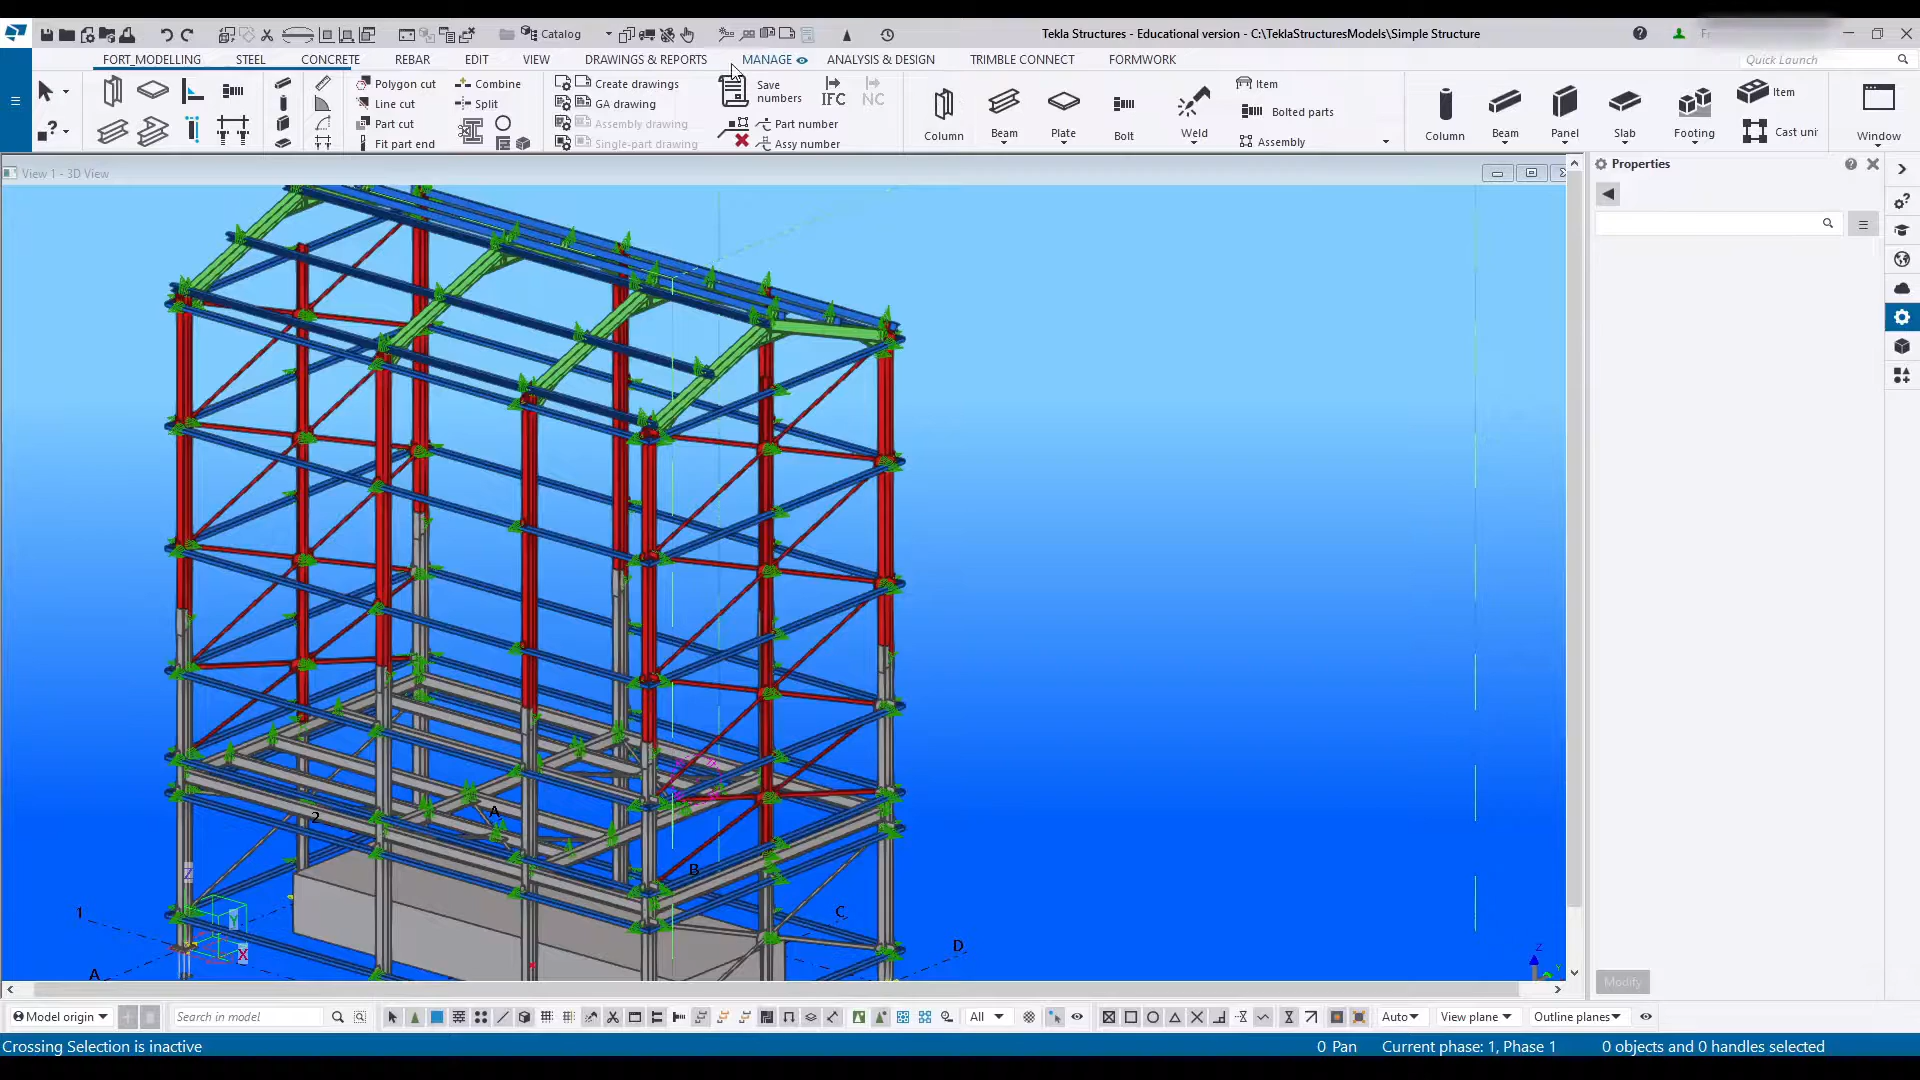 Catalog
Tekla Structures - Educational version - C:\TeklaStructuresModels\Simple Structure
FORT_MODELLING STEEL CONCRETE REBAR EDIT VIEW DRAWINGS & REPORTS MANAGE ANALYSIS & DESIGN TRIMBLE CONNECT FORMWORK
Quick Launch
Polygon cut
Line cut
Part cut
Fit part end
Combine
Split
Create drawings
GA drawing
Assembly drawing
Single-part drawing
Save
numbers
IFC
NC
Part number
Assy number
Column
Beam
Plate
Bolt
Weld
Item
Bolted parts
Assembly
Column
Beam
Panel
Slab
Footing
Item
Cast uni
Window
View 1 - 3D View
Properties
2
A
B
Z
Y
X
1
A
C
D
Z
Y
Modify
Model origin
Search in model
All
Auto
View plane
Outline planes
Crossing Selection is inactive
0 Pan
Current phase: 1, Phase 1
0 objects and 0 handles selected